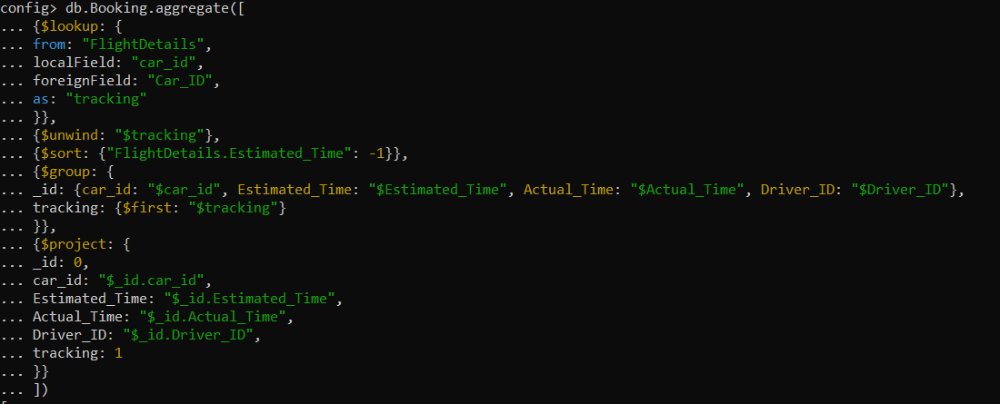 config> db.Booking.aggregate([
... {$lookup: {
... from: "FlightDetails",
... localField: "car_id",
... foreignField: "Car_ID",
... as: "tracking"
... }},
... {$unwind: "$tracking"},
... {$sort: {"FlightDetails.Estimated_Time": -1}},
... {$group: {
... _id: {car_id: "$car_id", Estimated_Time: "$Estimated_Time", Actual_Time: "$Actual_Time", Driver_ID: "$Driver_ID"},
... tracking: {$first: "$tracking"}
... }},
... {$project: {
... _id: 0,
... car_id: "$_id.car_id",
... Estimated_Time: "$_id.Estimated_Time",
... Actual_Time: "$_id.Actual_Time",
... Driver_ID: "$_id.Driver_ID",
... tracking: 1
... }}
... ])